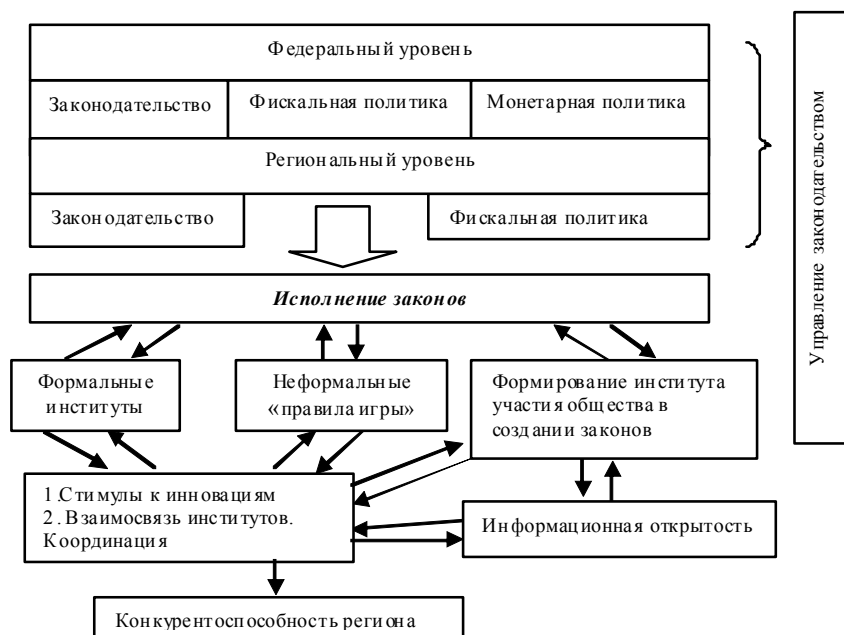 Федеральный уровень
Законодательство
Фискальная политика
Монетарная политика
Региональный уровень
Законодательство
Фискальная политика
Исполнение законов
Формальные
институты
Неформальные
«правила игры»
Формирование института
участия общества в
создании законов
1.Стимулы к инновациям
2. Взаимосвязь институтов.
Координация
Информационная открытость
Конкурентоспособность региона
Управление законодательством